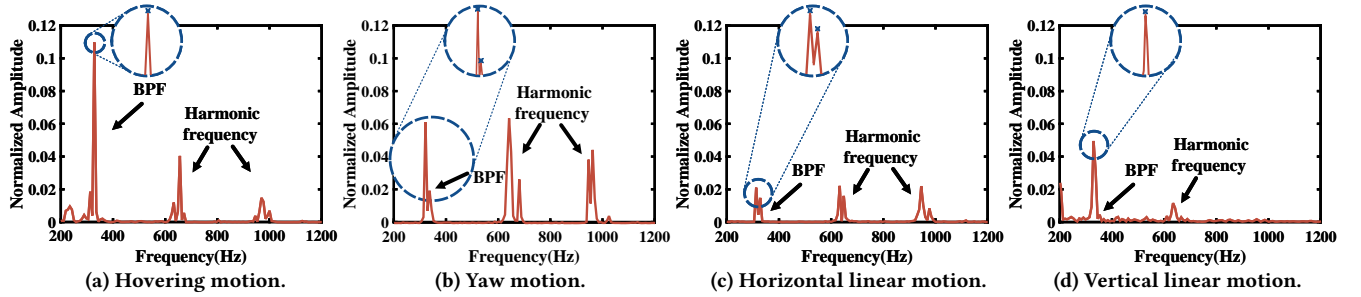 Normalized Amplitude
0.12
0.1
0.08
0.06
0.04
0.02
0
BPF
Harmonic
frequency
200 400 600 800 1000 1200
Frequency(Hz)
(a) Hovering motion.
Normalized Amplitude
0.12
0.1
0.08
0.06
0.04
0.02
0
Harmonic
frequency
BPF
200 400 600 800 1000 1200
Frequency(Hz)
(b) Yaw motion.
Normalized Amplitude
0.12
0.1
0.08
0.06
0.04
0.02
0
Harmonic
frequency
BPF
200 400 600 800 1000 1200
Frequency(Hz)
(c) Horizontal linear motion.
Normalized Amplitude
0.12
0.1
0.08
0.06
0.04
0.02
0
Harmonic
frequency
BPF
200 400 600 800 1000 1200
Frequency(Hz)
(d) Vertical linear motion.